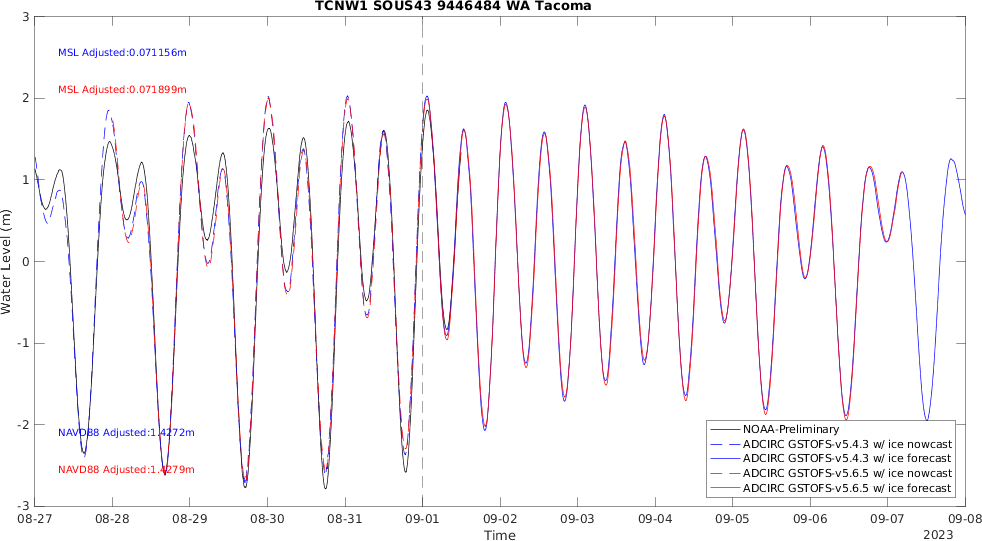 TCNW1 SOUS43 9446484 WA Tacoma
3
2
1
0
-1
-2
-3
Water Level (m)
MSL Adjusted:0.071156m
MSL Adjusted:0.071899m
NAVD88 Adjusted:1.4272m
NAVD88 Adjusted:1.4279m
NOAA-Preliminary
ADCIRC GSTOFS-v5.4.3 w/ ice nowcast
ADCIRC GSTOFS-v5.4.3 w/ ice forecast
ADCIRC GSTOFS-v5.6.5 w/ ice nowcast
ADCIRC GSTOFS-v5.6.5 w/ ice forecast
08-27 08-28 08-29 08-30 08-31 09-01 09-02 09-03 09-04 09-05 09-06 09-07 09-08
Time
2023